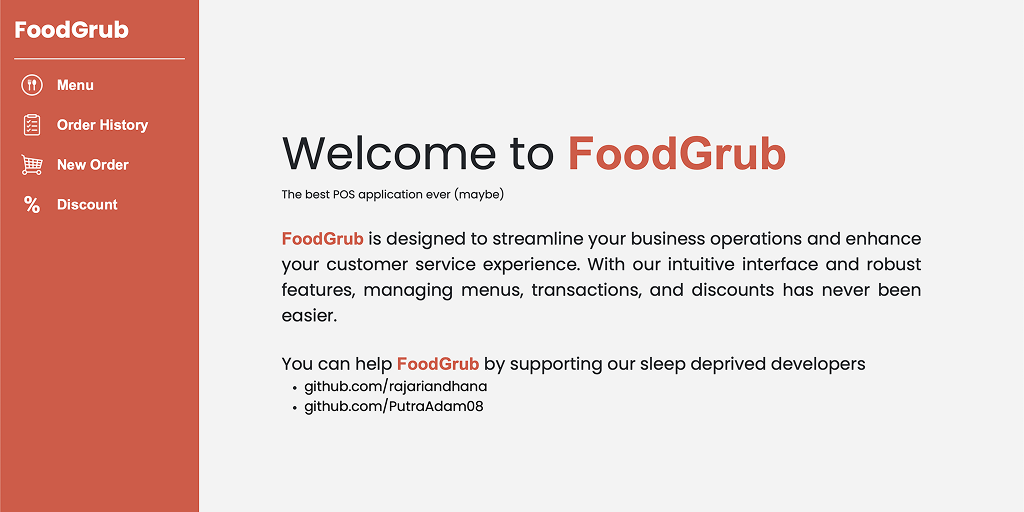 FoodGrub
Menu
Order History
New Order
Discount
Welcome to FoodGrub
The best POS application ever (maybe)
FoodGrub is designed to streamline your business operations and enhance
your customer service experience. With our intuitive interface and robust
features, managing menus, transactions, and discounts has never been
easier.
You can help FoodGrub by supporting our sleep deprived developers
• github.com/rajariandhana
• github.com/PutraAdam08